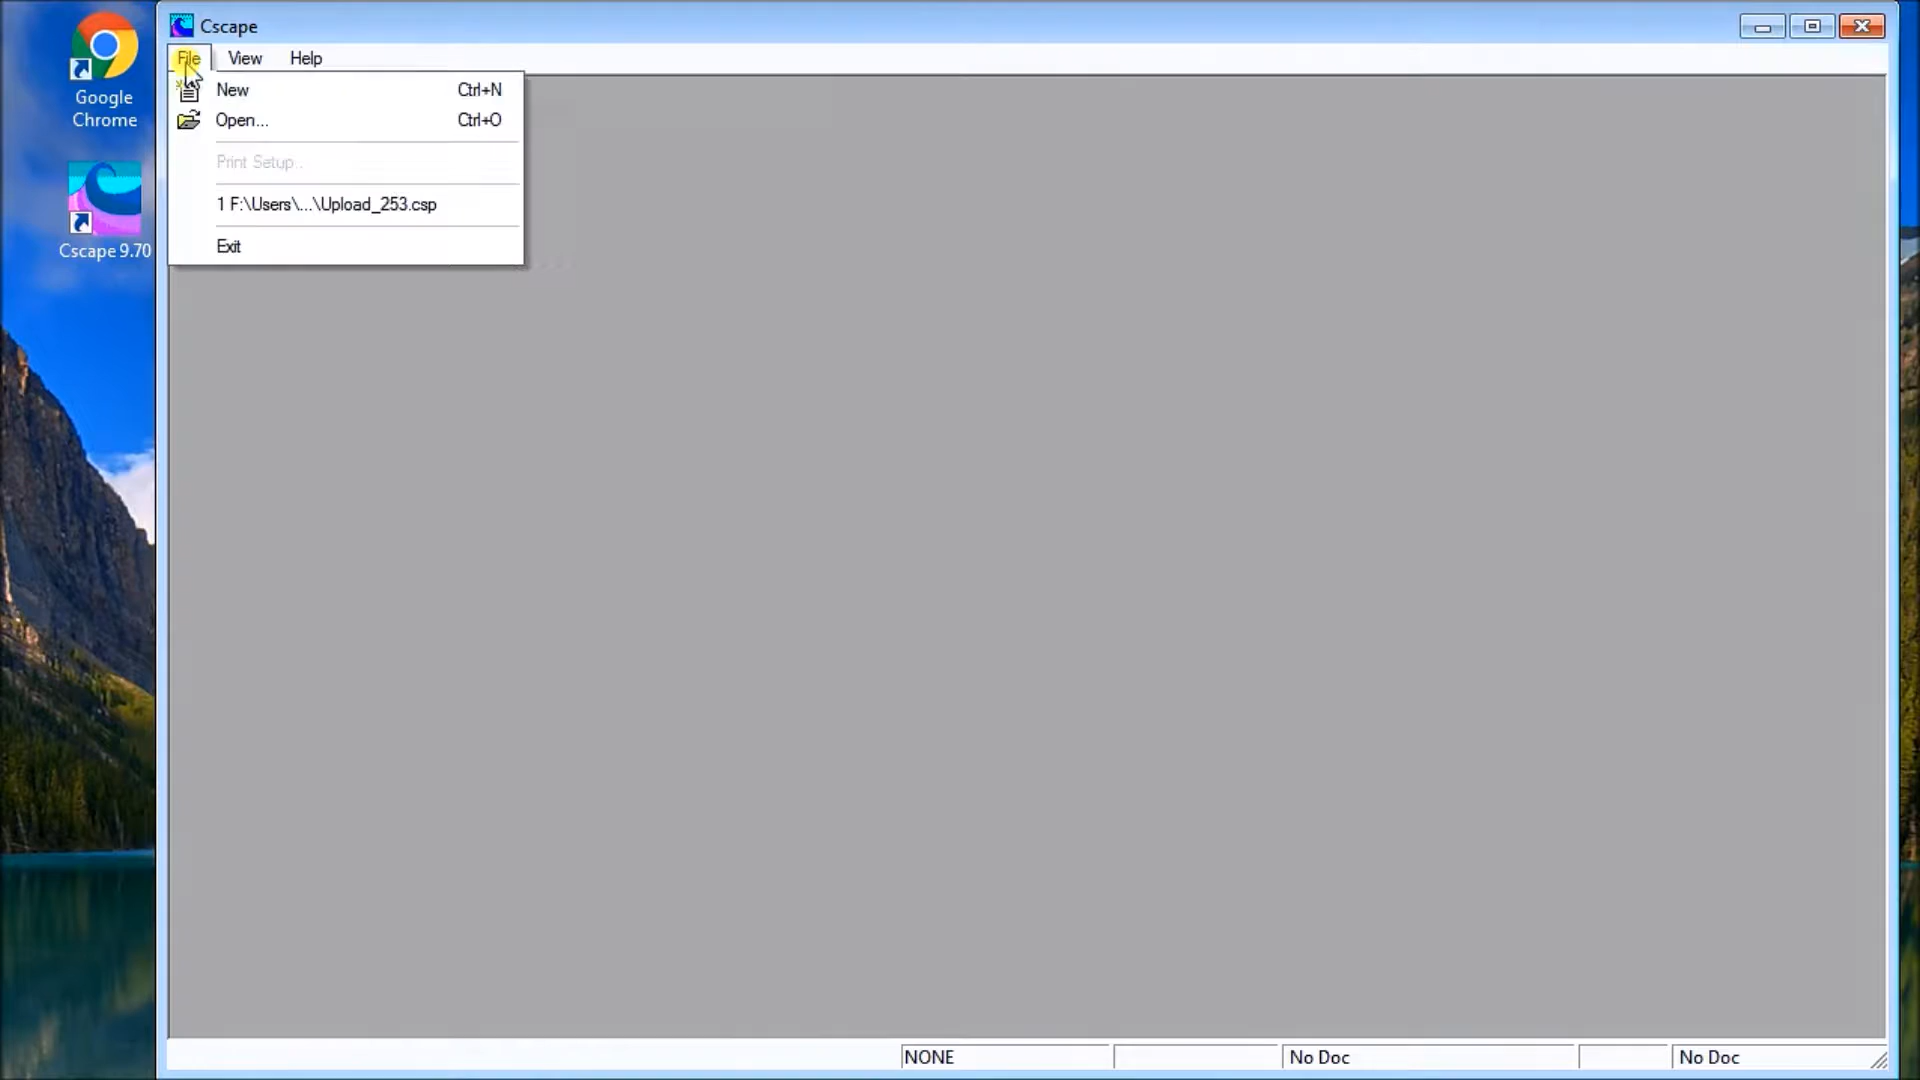 Google
Chrome
Cscape 9.70
Cscape
File View Help
New Ctrl+N
Open... Ctrl+O
Print Setup...
1 F:\Users\...\Upload_253.csp
Exit
NONE
No Doc
No Doc